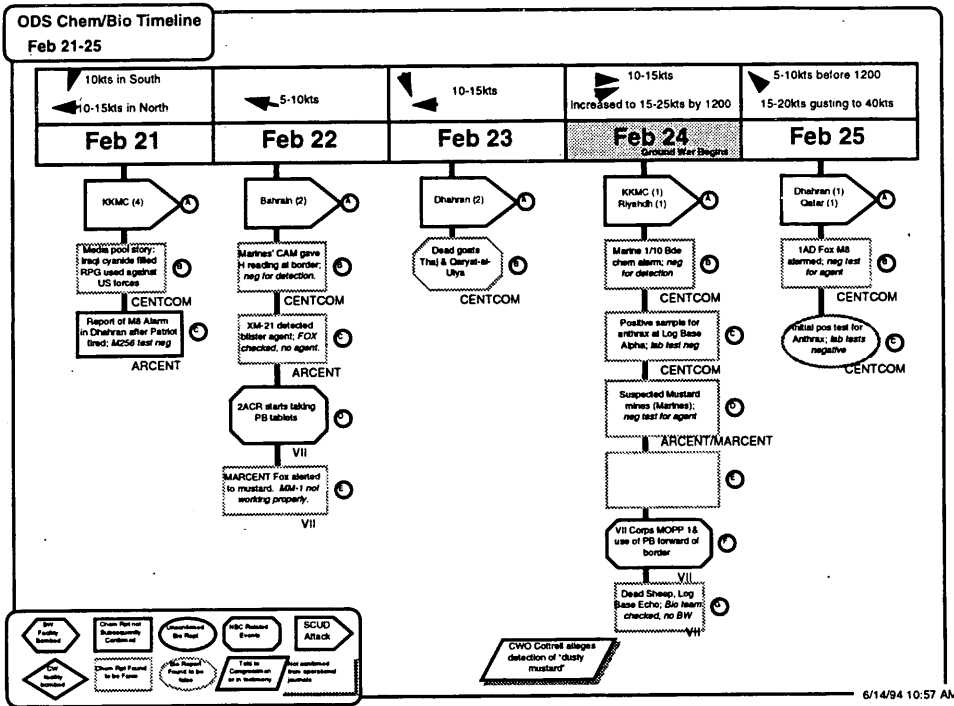 ODS Chem/Bio Timeline
Feb 21-25
10kts in South
10-15kts in North
5-10kts
10-15kts
10-15kts
Increased to 15-25kts by 1200
5-10kts before 1200
15-20kts gusting to 40kts
Feb 21
Feb 22
Feb 23
Feb 24
Ground War Begins
Feb 25
KKMC (4)
A
Media pool story:
Iraqi cyanide filled
RPG used against
US forces
B
CENTCOM
Report of M8 Alarm
in Dhahran after Patriot
fired; M256 test neg
C
ARCENT
Bahrain (2)
A
Marines' CAM gave
H reading at border;
neg for detection.
B
CENTCOM
XM-21 detected
blister agent; FOX
checked, no agent.
C
ARCENT
2ACR starts taking
PB tablets
D
VII
MARCENT Fox alerted
to mustard. MM-1 not
working properly.
E
VII
Dhahran (2)
A
Dead goats
Thaj & Qaryat-al-
Ulya
B
CENTCOM
KKMC (1)
Riyahdh (1)
A
Marine 1/10 Bde
chem alarm; neg
for detection
B
CENTCOM
Positive sample for
anthrax at Log Base
Alpha; lab test neg
C
CENTCOM
Suspected Mustard
mines (Marines);
neg test for agent
D
ARCENT/MARCENT
E
VII Corps MOPP 1&
use of PB forward of
border
F
VII
Dead Sheep, Log
Base Echo; Bio team
checked, no BW
G
VII
Dhahran (1)
Qatar (1)
A
1AD Fox M8
alarmed; neg test
for agent
B
CENTCOM
Initial pos test for
Anthrax; lab tests
negative
C
CENTCOM
CWO Cottrell alleges
detection of "dusty
mustard"
BW
Facility
Bombed
Chem Rpt not
Subsequently
Confirmed
Unconfirmed
Bio Rept
NBC Related
Events
SCUD
Attack
CW
facility
bombed
Chem Rpt Found
to be False
Bio Report
Found to be
false
Told to
Congressman
or in testimony
Not confirmed
from operational
journals
6/14/94 10:57 AM